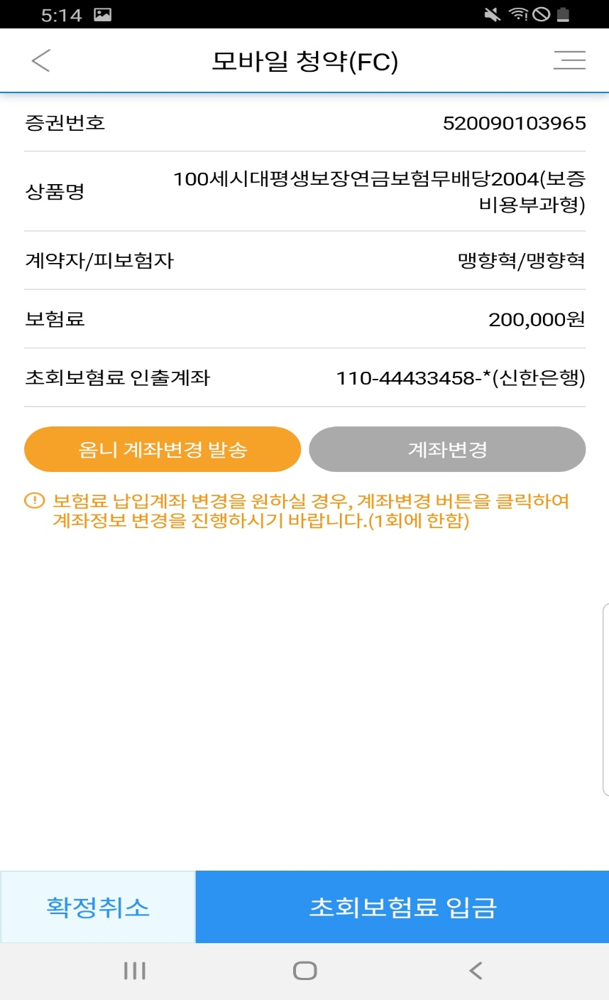 5:14
모바일 청약(FC)
증권번호 520090103965
상품명 100세시대평생보장연금보험무배당2004(보증
비용부과형)
계약자/피보험자 맹향혁/맹향혁
보험료 200,000원
초회보혐료 인출계좌 110-44433458-*(신한은행)
옴니 계좌변경 발송 계좌변경
보험료 납입계좌 변경을 원하실 경우, 계좌변경 버튼을 클릭하여
계좌정보 변경을 진행하시기 바랍니다.(1회에 한함)
확정취소 초회보험료 입금